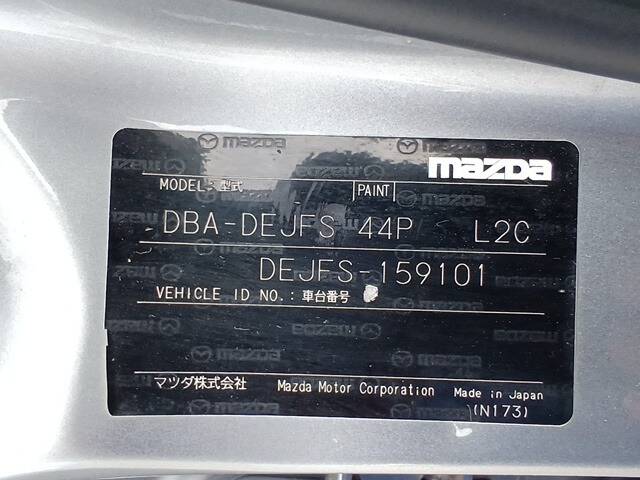 mazda
MODEL:型式 PAINT
DBA-DEJFS 44P L2C
DEJFS-159101
VEHICLE ID NO.:車台番号
マツダ株式会社 Mazda Motor Corporation Made in Japan
(N173)